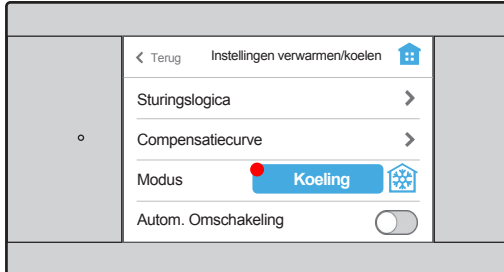 Terug Instellingen verwarmen/koelen
Sturingslogica
Compensatiecurve
Modus Koeling
Autom. Omschakeling